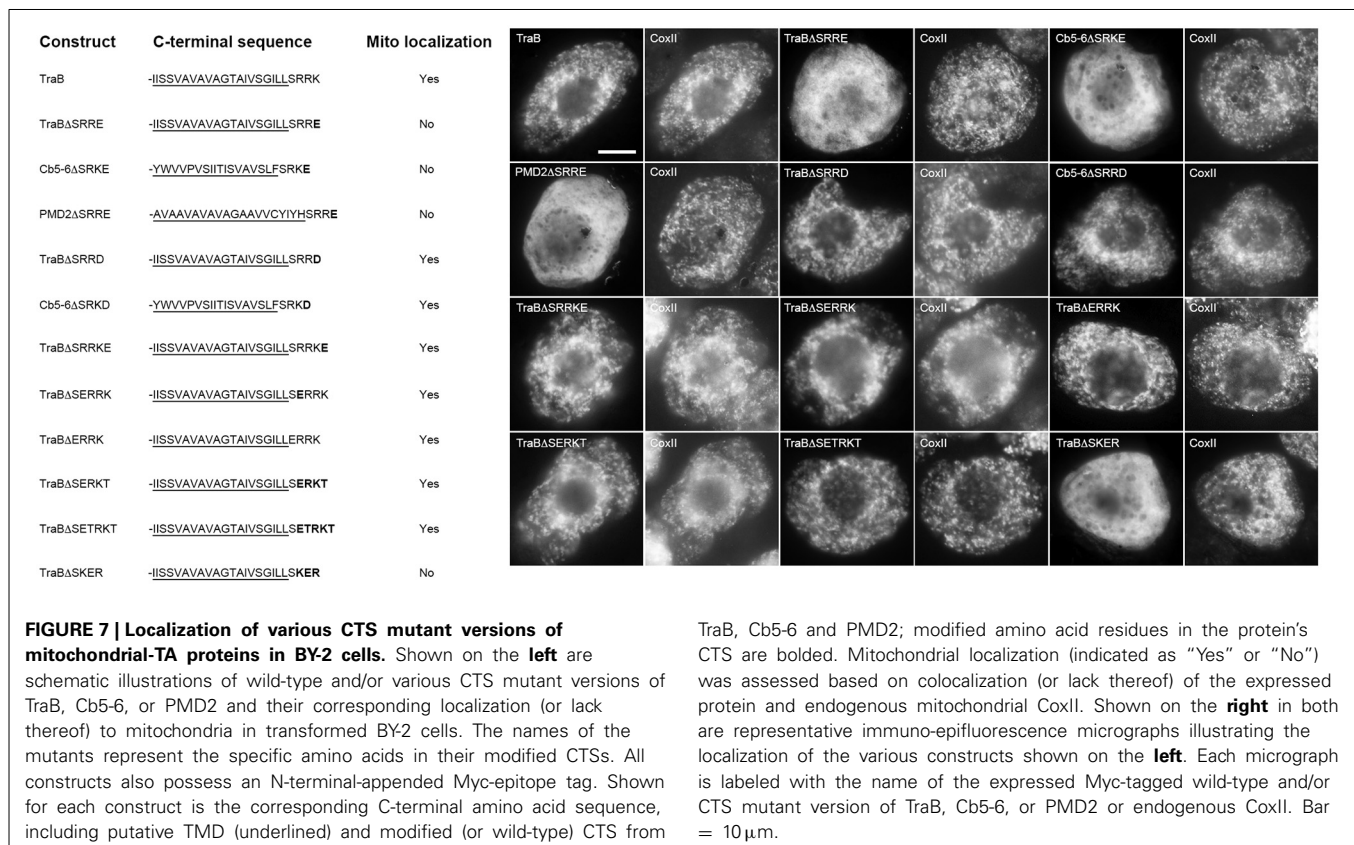 Construct C-terminal sequence Mito localization
TraB -IISSVAVAVAGTAIVSGILLSRRK Yes
TraBΔSRRE -IISSVAVAVAGTAIVSGILLSRRE No
Cb5-6ΔSRKE -YWVVPVSIITISVAVSLFSRKE No
PMD2ΔSRRE -AVAAVAVAVAGAAVVCYIYHSRRE No
TraBΔSRRD -IISSVAVAVAGTAIVSGILLSRRD Yes
Cb5-6ΔSRKD -YWVVPVSIITISVAVSLFSRKD Yes
TraBΔSRRKE -IISSVAVAVAGTAIVSGILLSRRKE Yes
TraBΔSERRK -IISSVAVAVAGTAIVSGILLSERRK Yes
TraBΔERRK -IISSVAVAVAGTAIVSGILLERRK Yes
TraBΔSERKT -IISSVAVAVAGTAIVSGILLSERKT Yes
TraBΔSETRKT -IISSVAVAVAGTAIVSGILLSETRKT Yes
TraBΔSKER -IISSVAVAVAGTAIVSGILLSKER No
TraB CoxII TraBΔSRRE CoxII Cb5-6ΔSRKE CoxII
PMD2ΔSRRE CoxII TraBΔSRRD CoxII Cb5-6ΔSRRD CoxII
TraBΔSRRKE CoxII TraBΔSERRK CoxII TraBΔERRK CoxII
TraBΔSERKT CoxII TraBΔSETRKT CoxII TraBΔSKER CoxII
FIGURE 7 | Localization of various CTS mutant versions of
mitochondrial-TA proteins in BY-2 cells. Shown on the left are
schematic illustrations of wild-type and/or various CTS mutant versions of
TraB, Cb5-6, or PMD2 and their corresponding localization (or lack
thereof) to mitochondria in transformed BY-2 cells. The names of the
mutants represent the specific amino acids in their modified CTSs. All
constructs also possess an N-terminal-appended Myc-epitope tag. Shown
for each construct is the corresponding C-terminal amino acid sequence,
including putative TMD (underlined) and modified (or wild-type) CTS from
TraB, Cb5-6 and PMD2; modified amino acid residues in the protein's
CTS are bolded. Mitochondrial localization (indicated as "Yes" or "No")
was assessed based on colocalization (or lack thereof) of the expressed
protein and endogenous mitochondrial CoxII. Shown on the right in both
are representative immuno-epifluorescence micrographs illustrating the
localization of the various constructs shown on the left. Each micrograph
is labeled with the name of the expressed Myc-tagged wild-type and/or
CTS mutant version of TraB, Cb5-6, or PMD2 or endogenous CoxII. Bar
= 10 μm.